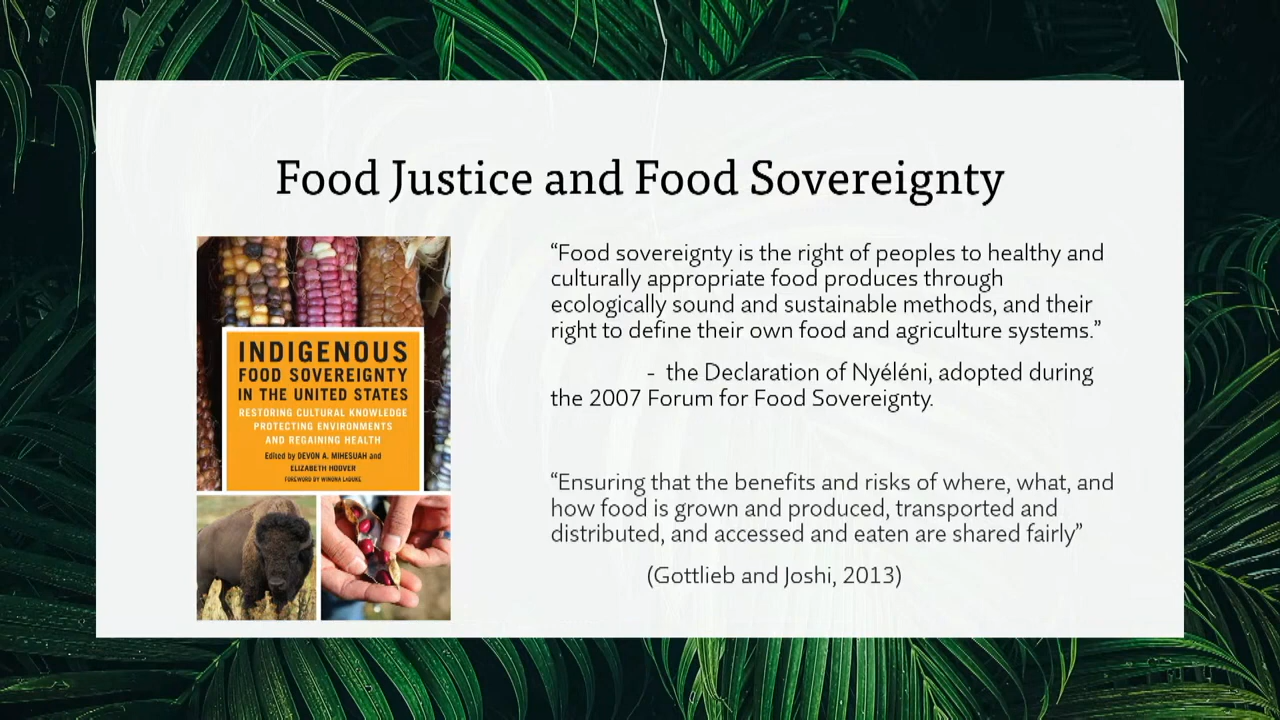 Food Justice and Food Sovereignty
INDIGENOUS
FOOD SOVEREIGNTY
IN THE UNITED STATES
RESTORING CULTURAL KNOWLEDGE
PROTECTING ENVIRONMENTS
AND REGAINING HEALTH
Edited by DEVON A. MIHESUAH and
ELIZABETH HOOVER
FOREWORD BY WINONA LADUKE
“Food sovereignty is the right of peoples to healthy and
culturally appropriate food produces through
ecologically sound and sustainable methods, and their
right to define their own food and agriculture systems.”
- the Declaration of Nyéléni, adopted during
the 2007 Forum for Food Sovereignty.
“Ensuring that the benefits and risks of where, what, and
how food is grown and produced, transported and
distributed, and accessed and eaten are shared fairly”
(Gottlieb and Joshi, 2013)